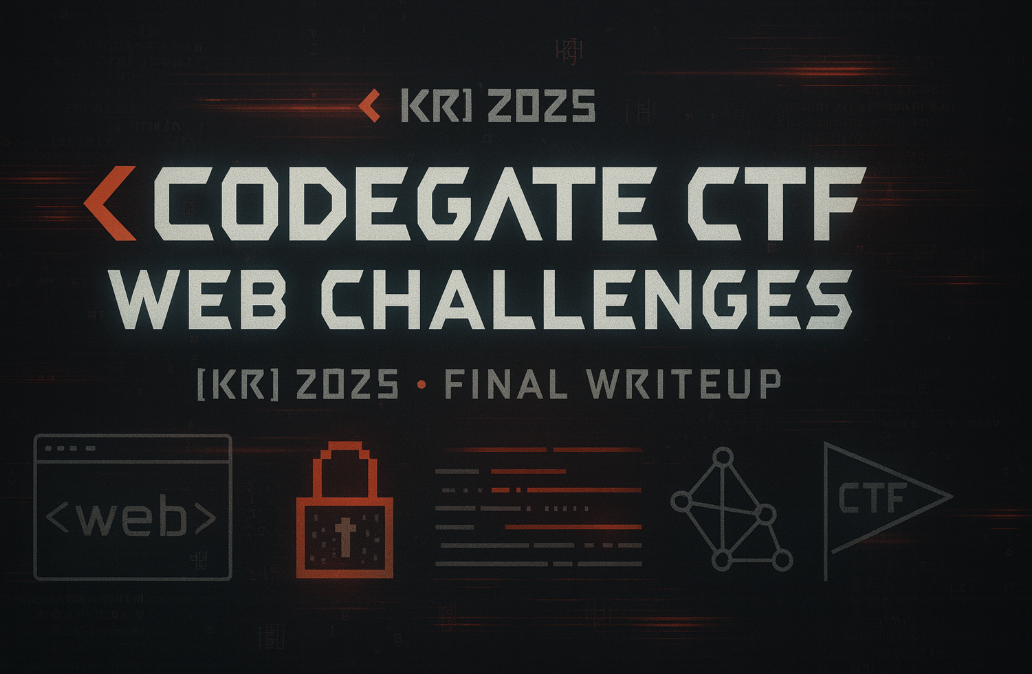 KR] 2025
CODEGATE CTF
WEB CHALLENGES
[KR] 2025 • FINAL WRITEUP
<web>
CTF